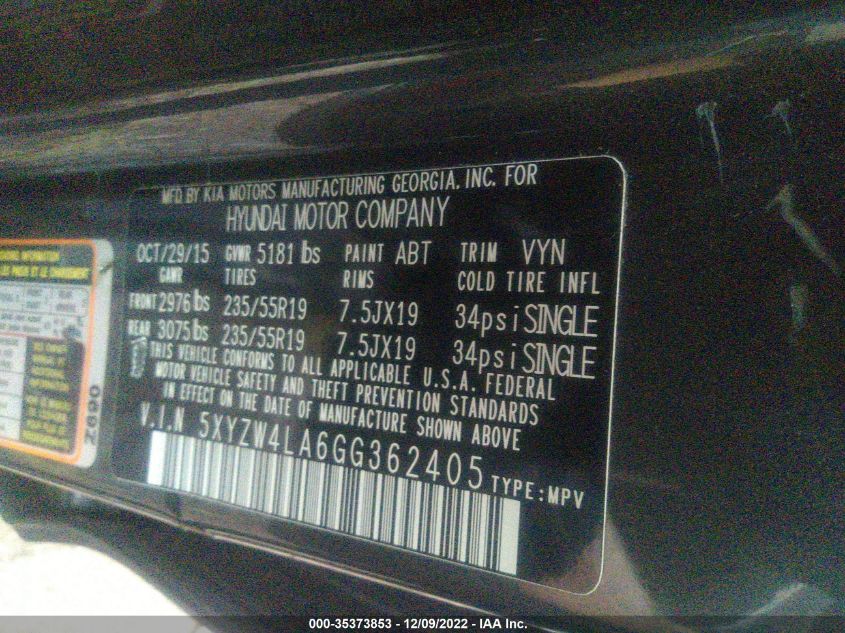 MFD BY KIA MOTORS MANUFACTURING GEORGIA, INC. FOR
HYUNDAI MOTOR COMPANY
OCT/29/15 GVWR 5181 lbs PAINT ABT TRIM VYN
GAWR TIRES RIMS COLD TIRE INFL
FRONT 2976 lbs 235/55R19 7.5JX19 34psi SINGLE
REAR 3075 lbs 235/55R19 7.5JX19 34psi SINGLE
THIS VEHICLE CONFORMS TO ALL APPLICABLE U.S.A. FEDERAL
MOTOR VEHICLE SAFETY AND THEFT PREVENTION STANDARDS
IN EFFECT ON THE DATE OF MANUFACTURE SHOWN ABOVE
V.I.N 5XYZW4LA6GG362405 TYPE:MPV
Z690
000-35373853 - 12/09/2022 - IAA Inc.